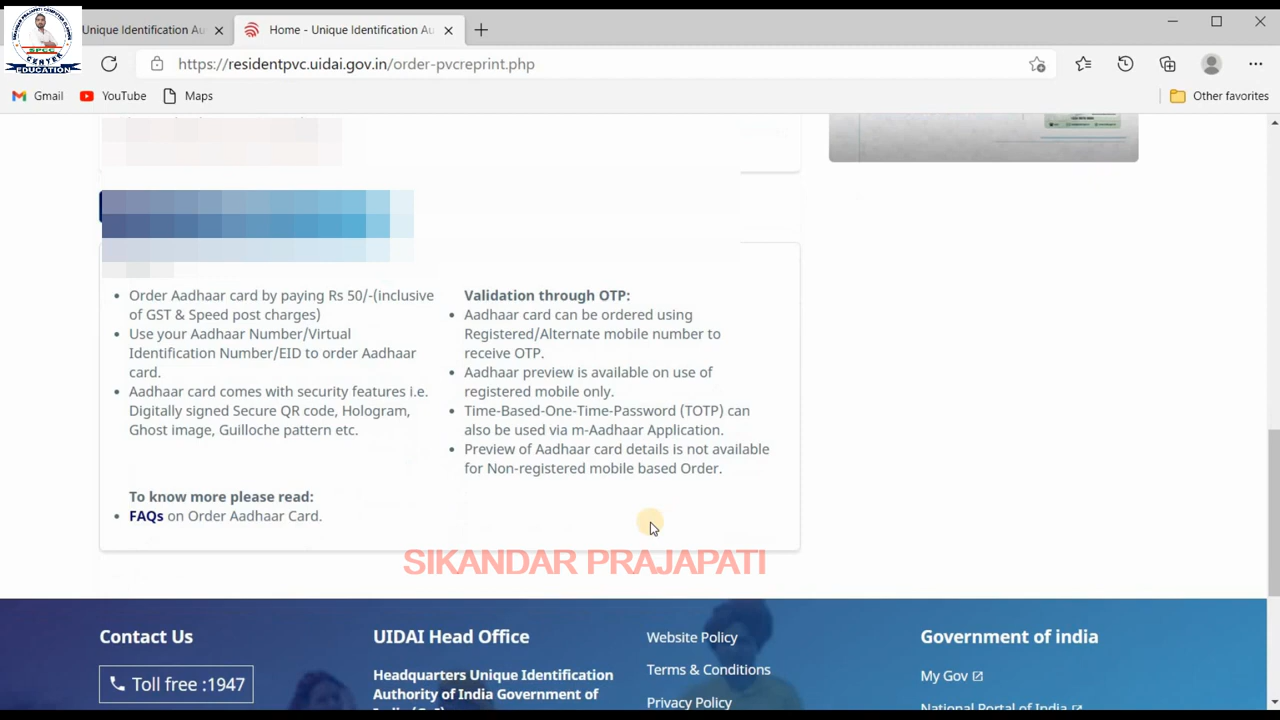 Unique Identification Au
Home - Unique Identification Au
https://residentpvc.uidai.gov.in/order-pvcreprint.php
Gmail
YouTube
Maps
Other favorites
SPCC
CENTER
EDUCATION
Order Aadhaar card by paying Rs 50/-(inclusive
of GST & Speed post charges)
Use your Aadhaar Number/Virtual
Identification Number/EID to order Aadhaar
card.
Aadhaar card comes with security features i.e.
Digitally signed Secure QR code, Hologram,
Ghost image, Guilloche pattern etc.
To know more please read:
FAQs on Order Aadhaar Card.
Validation through OTP:
Aadhaar card can be ordered using
Registered/Alternate mobile number to
receive OTP.
Aadhaar preview is available on use of
registered mobile only.
Time-Based-One-Time-Password (TOTP) can
also be used via m-Aadhaar Application.
Preview of Aadhaar card details is not available
for Non-registered mobile based Order.
SIKANDAR PRAJAPATI
Contact Us
Toll free :1947
UIDAI Head Office
Headquarters Unique Identification
Authority of India Government of
Website Policy
Terms & Conditions
Privacy Policy
Government of india
My Gov
National Portal of India